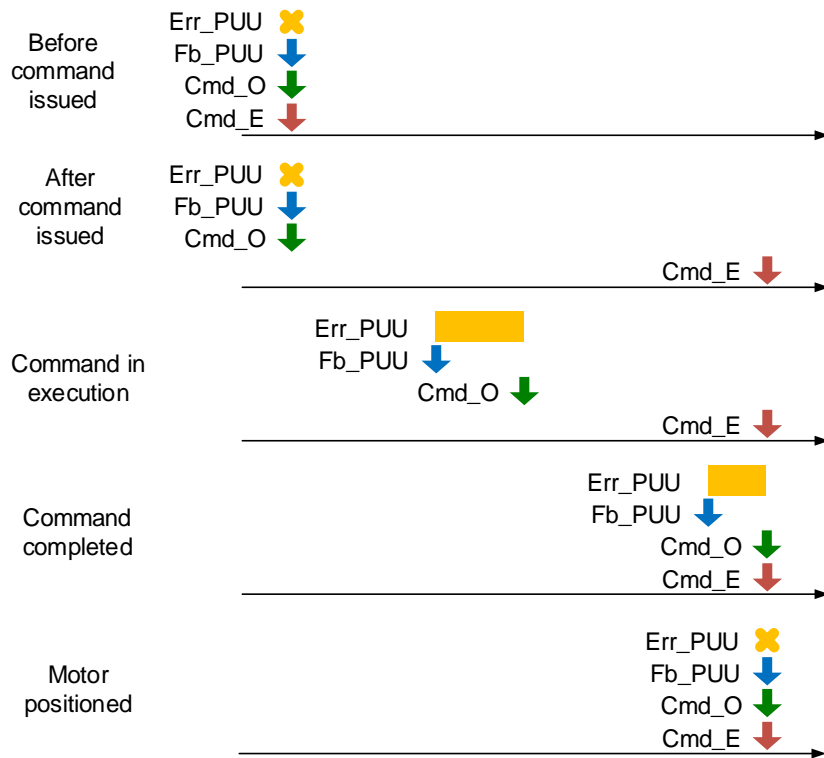 Before
command
issued
Err_PUU
Fb_PUU
Cmd_O
Cmd_E
After
command
issued
Err_PUU
Fb_PUU
Cmd_O
Cmd_E
Command in
execution
Err_PUU
Fb_PUU
Cmd_O
Cmd_E
Command
completed
Err_PUU
Fb_PUU
Cmd_O
Cmd_E
Motor
positioned
Err_PUU
Fb_PUU
Cmd_O
Cmd_E